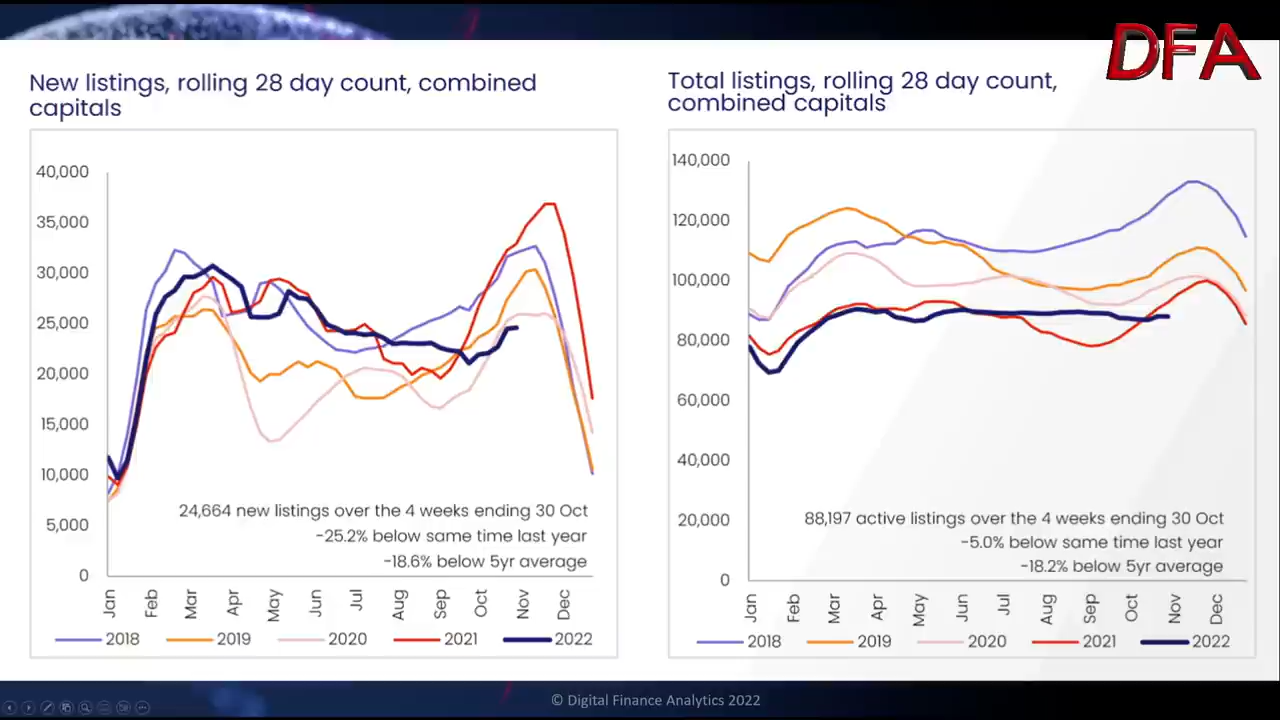 DFA
New listings, rolling 28 day count, combined
capitals
40,000
35,000
30,000
25,000
20,000
15,000
10,000
5,000
0
24,664 new listings over the 4 weeks ending 30 Oct
-25.2% below same time last year
-18.6% below 5yr average
Jan Feb Mar Apr May Jun Jul Aug Sep Oct Nov Dec
2018 2019 2020 2021 2022
Total listings, rolling 28 day count,
combined capitals
140,000
120,000
100,000
80,000
60,000
40,000
20,000
0
88,197 active listings over the 4 weeks ending 30 Oct
-5.0% below same time last year
-18.2% below 5yr average
Jan Feb Mar Apr May Jun Jul Aug Sep Oct Nov Dec
2018 2019 2020 2021 2022
© Digital Finance Analytics 2022